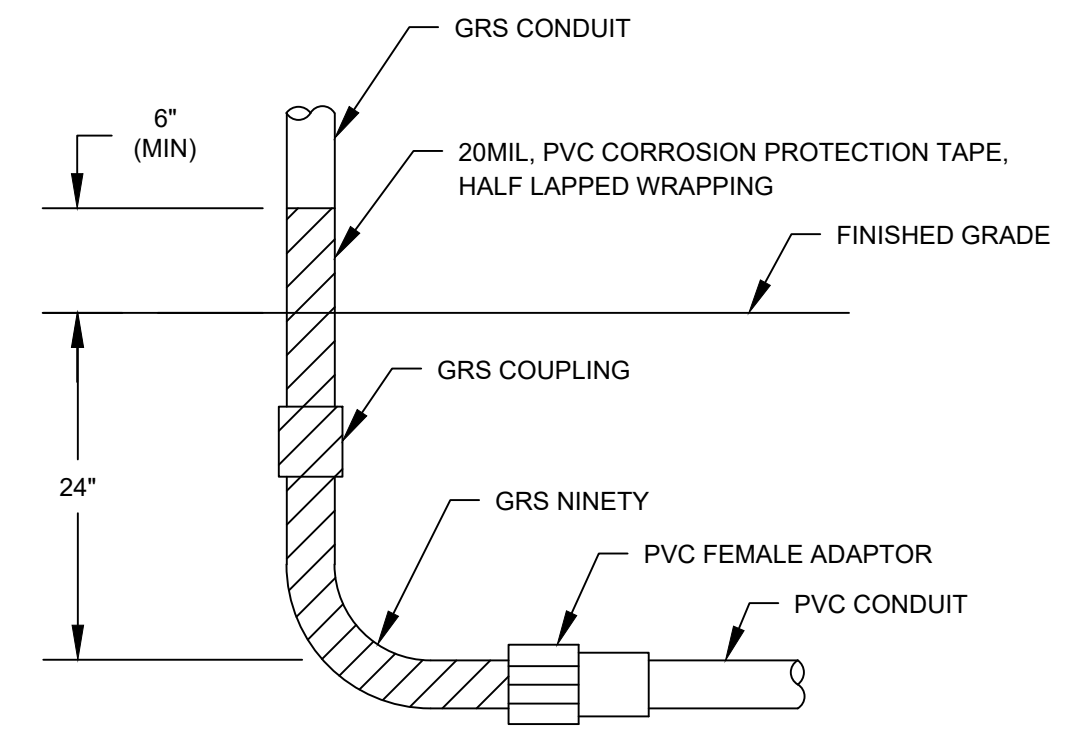 GRS CONDUIT
6"
(MIN)
20MIL, PVC CORROSION PROTECTION TAPE,
HALF LAPPED WRAPPING
FINISHED GRADE
GRS COUPLING
24"
GRS NINETY
PVC FEMALE ADAPTOR
PVC CONDUIT